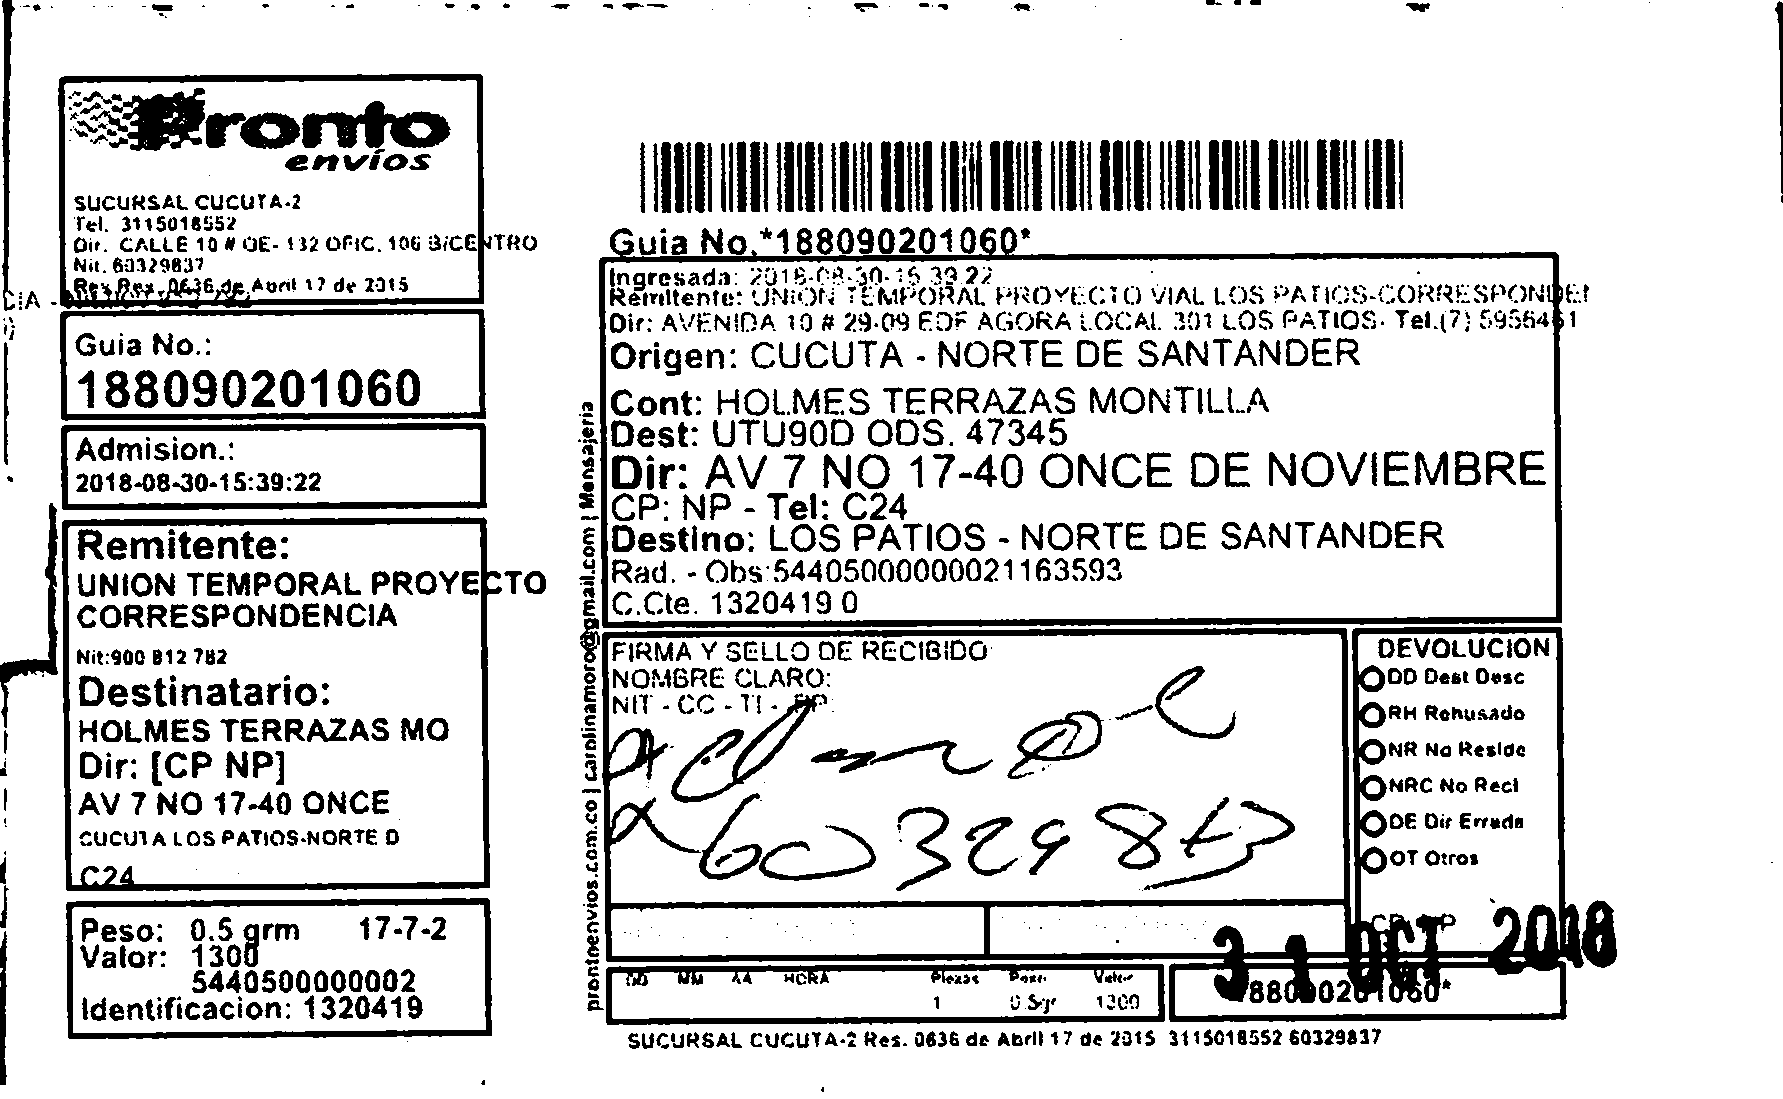 Pronto
envios
SUCURSAL CUCUTA-2
Tel. 3115018552
Dir. CALLE 10 # OE- 132 OFIC. 106 B/CENTRO
Nit. 60329837
Res Res. 0636 de Abril 17 de 2015
CIA -
Guia No.:
188090201060
Admision.:
2018-08-30-15:39:22
Remitente:
UNION TEMPORAL PROYECTO
CORRESPONDENCIA
Nit:900 812 782
Destinatario:
HOLMES TERRAZAS MO
Dir: [CP NP]
AV 7 NO 17-40 ONCE
CUCUTA LOS PATIOS-NORTE D
C24
Peso: 0.5 grm 17-7-2
Valor: 1300
5440500000002
Identificacion: 1320419
prontoenvios.com.co | carolinamoro@gmail.com | Mensajeria
Guia No.*188090201060*
Ingresada: 2018-08-30-15 39 22
Remitente: UNION TEMPORAL PROYECTO VIAL LOS PATIOS-CORRESPONDEI
Dir: AVENIDA 10 # 29-09 EDF AGORA LOCAL 301 LOS PATIOS- Tel.(7) 5956461
Origen: CUCUTA - NORTE DE SANTANDER
Cont: HOLMES TERRAZAS MONTILLA
Dest: UTU90D ODS. 47345
Dir: AV 7 NO 17-40 ONCE DE NOVIEMBRE
CP: NP - Tel: C24
Destino: LOS PATIOS - NORTE DE SANTANDER
Rad. - Obs:54405000000021163593
C.Cte. 1320419 0
FIRMA Y SELLO DE RECIBIDO
NOMBRE CLARO:
NIT - CC - TI - PP
DEVOLUCION
DD Dest Desc
RH Rehusado
NR No Reside
NRC No Recl
DE Dir Errada
OT Otros
31 OCT 2018
DD MM AA HORA Piezas Peso Valor
1 0.5gr 1300
188090201060*
SUCURSAL CUCUTA-2 Res. 0636 de Abril 17 de 2015 3115018552 60329837